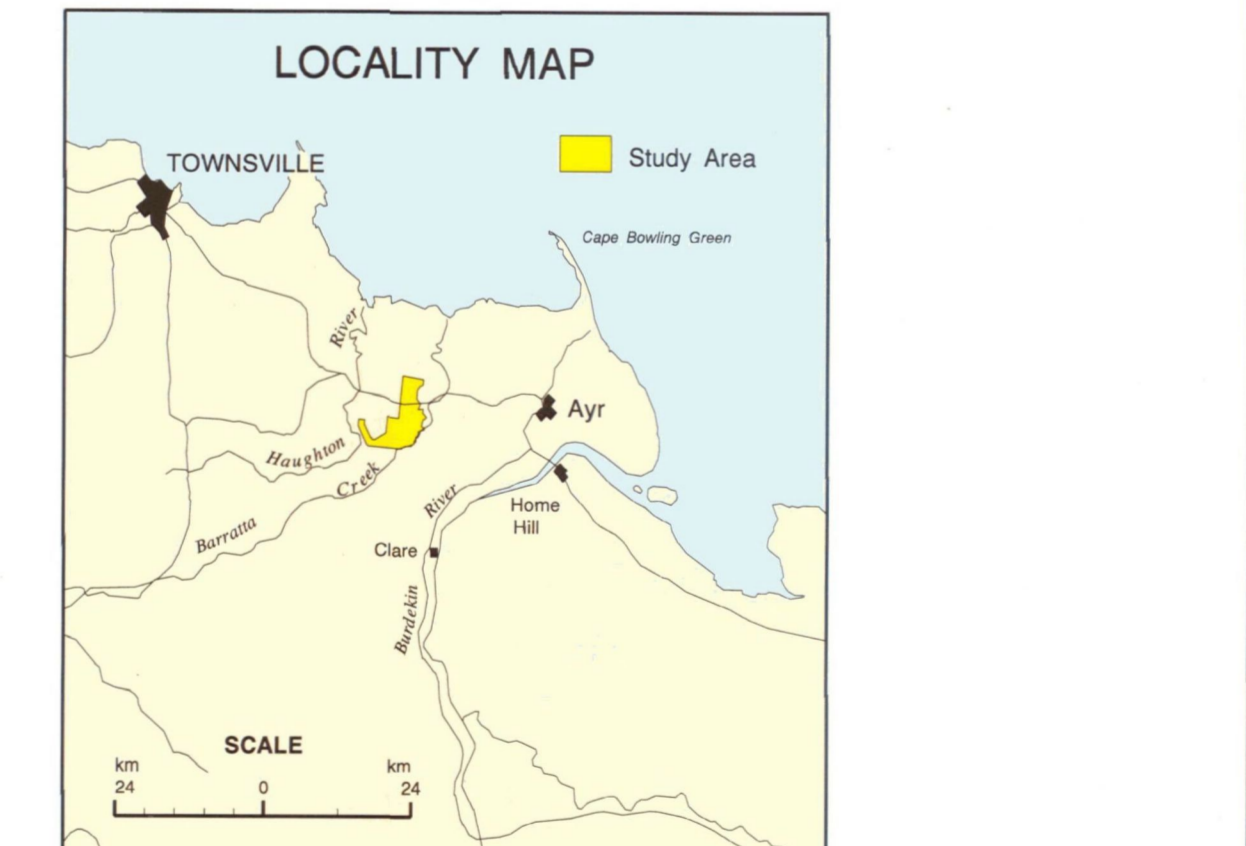 LOCALITY MAP
TOWNSVILLE
Study Area
Cape Bowling Green
River
Ayr
Haughton
Creek
River
Home
Hill
Barratta
Clare
Burdekin
SCALE
km km
24 0 24